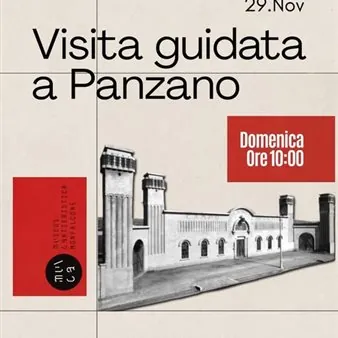 29.Nov
Visita guidata
a Panzano
Domenica
Ore 10:00
MUSEO
CANTIERISTICA
MONFALCONE
mu
ca